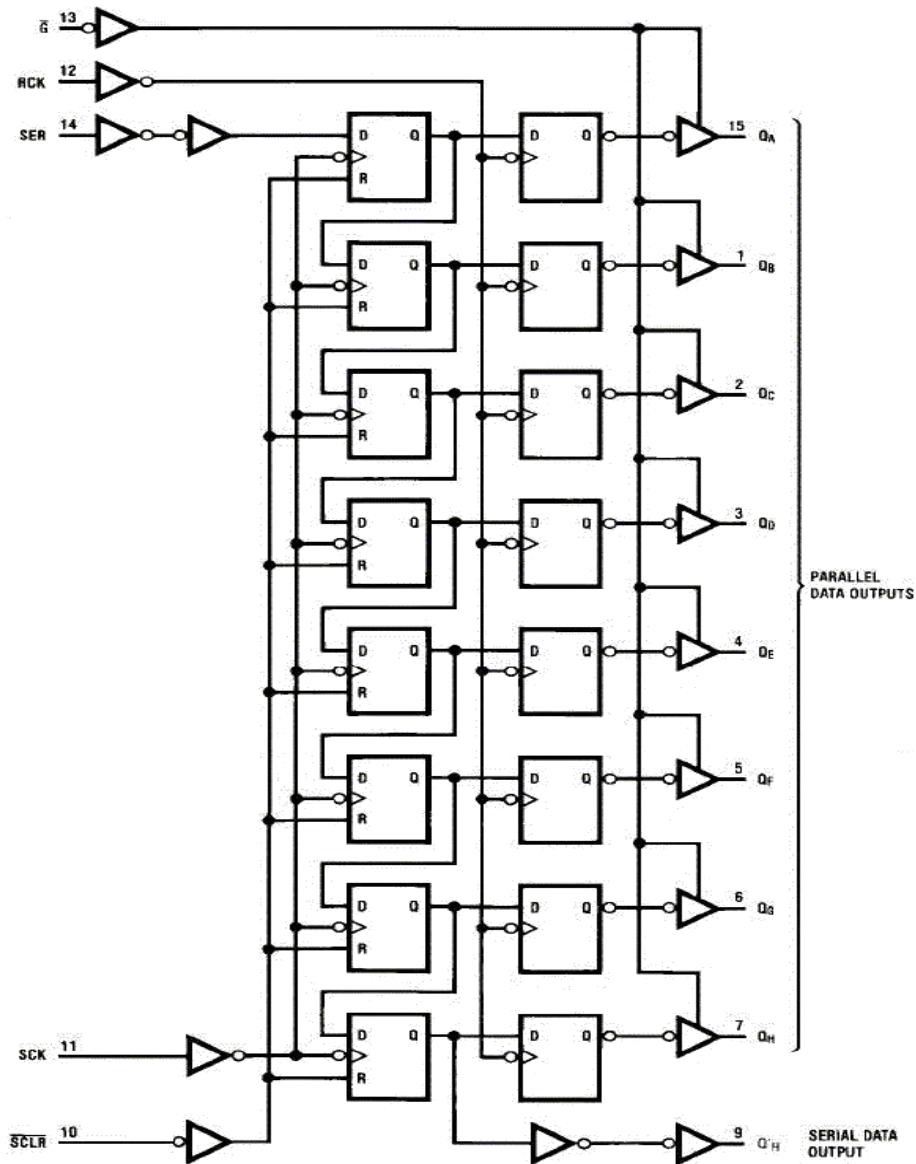 G̅ 13
RCK 12
SER 14
D Q D Q 15 QA
R
D Q D Q 1 QB
R
D Q D Q 2 QC
R
D Q D Q 3 QD
R
D Q D Q 4 QE
R
PARALLEL
DATA OUTPUTS
D Q D Q 5 QF
R
D Q D Q 6 QG
R
D Q D Q 7 QH
SCK 11
R
S̅C̅L̅R̅ 10
9 Q'H
SERIAL DATA
OUTPUT